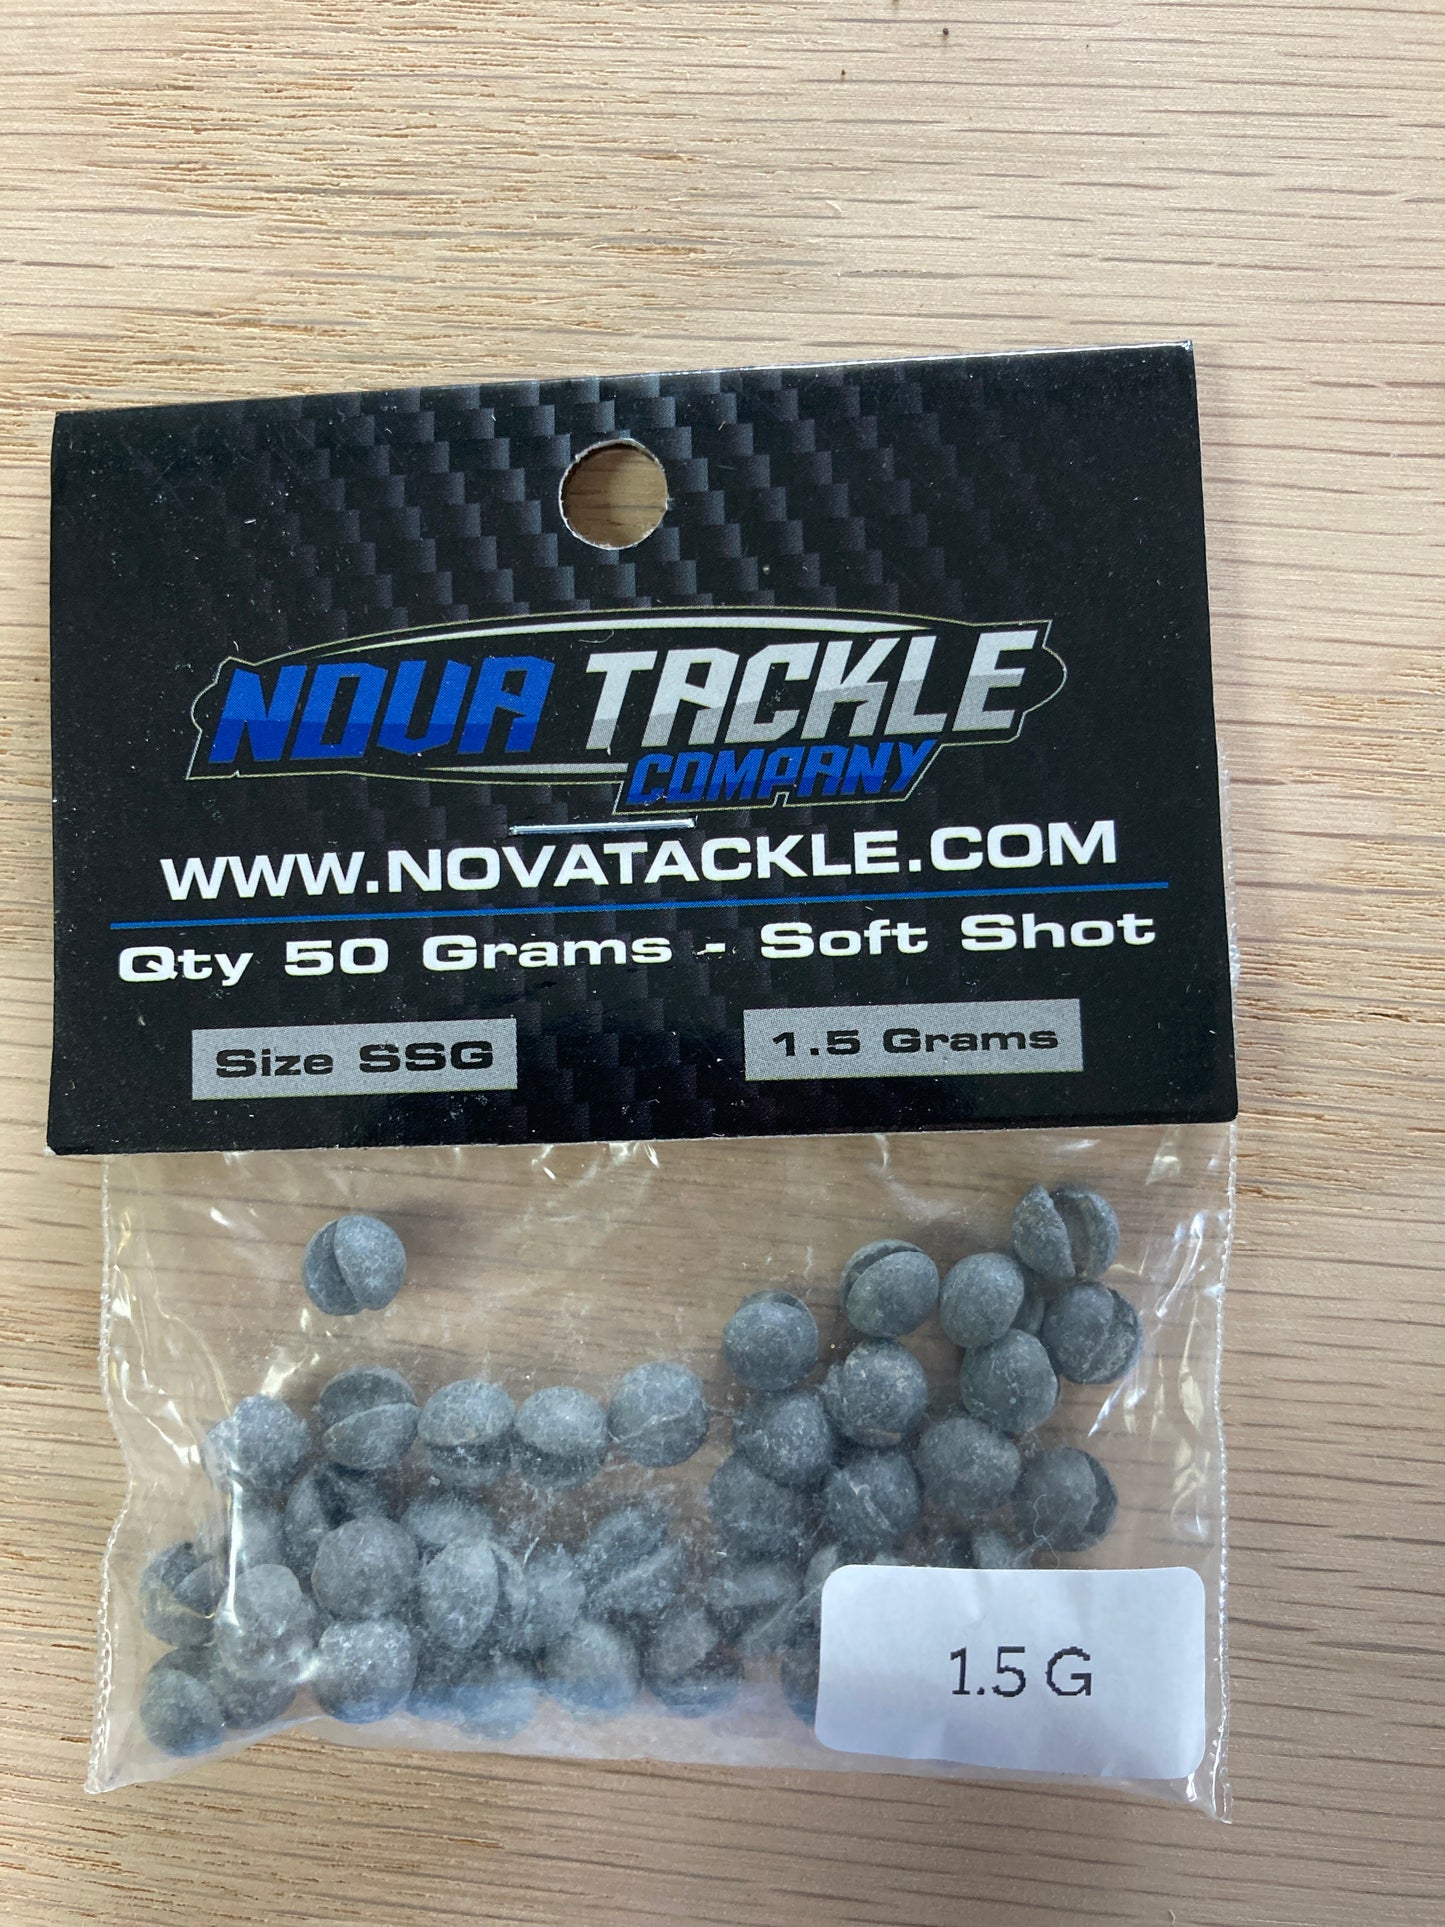 NOVA TACKLE
COMPANY
WWW.NOVATACKLE.COM
Qty 50 Grams - Soft Shot
Size SSG
1.5 Grams
1.5 G